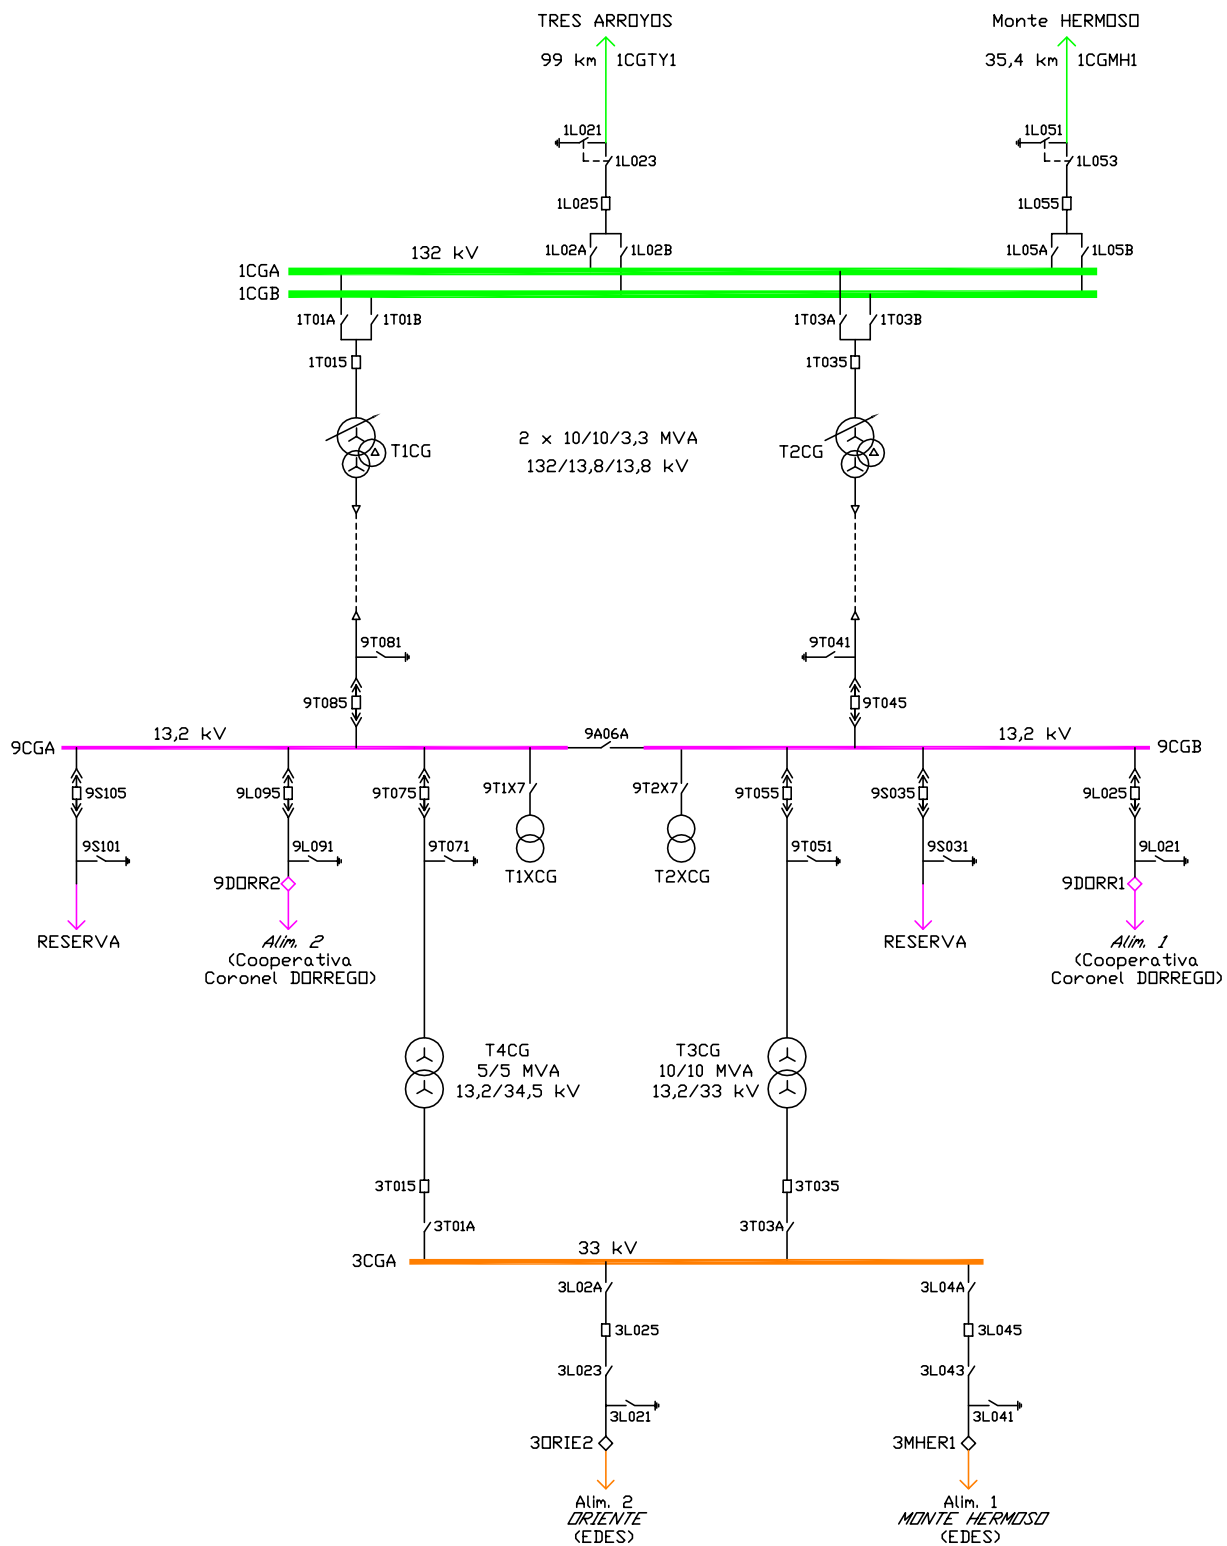 TRES ARROYOS
Monte HERMOSO
99 km
1CGTY1
35,4 km
1CGMH1
1L021
1L051
1L023
1L053
1L025
1L055
132 kV
1L02A
1L02B
1L05A
1L05B
1CGA
1CGB
1T01A
1T01B
1T03A
1T03B
1T015
1T035
T1CG
2 x 10/10/3,3 MVA
132/13,8/13,8 kV
T2CG
9T081
9T041
9T085
9T045
13,2 kV
9A06A
13,2 kV
9CGA
9CGB
9S105
9L095
9T075
9T1X7
9T2X7
9T055
9S035
9L025
9S101
9L091
9T071
T1XCG
T2XCG
9T051
9S031
9L021
9DORR2
9DORR1
RESERVA
Alim. 2
(Cooperativa
Coronel DORREGO)
RESERVA
Alim. 1
(Cooperativa
Coronel DORREGO)
T4CG
5/5 MVA
13,2/34,5 kV
T3CG
10/10 MVA
13,2/33 kV
3T015
3T035
3T01A
3T03A
33 kV
3CGA
3L02A
3L04A
3L025
3L045
3L023
3L043
3L021
3L041
3ORIE2
3MHER1
Alim. 2
ORIENTE
(EDES)
Alim. 1
MONTE HERMOSO
(EDES)